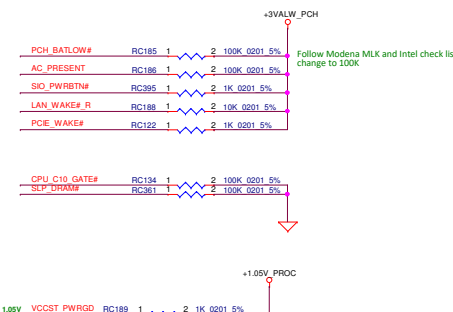 +3VALW_PCH
PCH_BATLOW# RC185 1 2 100K 0201 5%
Follow Modena MLK and Intel check lis
change to 100K
AC_PRESENT RC186 1 2 100K 0201 5%
SIO_PWRBTN# RC395 1 2 1K 0201 5%
LAN_WAKE#_R RC188 1 2 10K 0201 5%
PCIE_WAKE# RC122 1 2 1K 0201 5%
CPU_C10_GATE# RC134 1 2 100K 0201 5%
SLP_DRAM# RC361 1 2 100K 0201 5%
+1.05V_PROC
1.05V VCCST_PWRGD RC189 1 2 1K 0201 5%